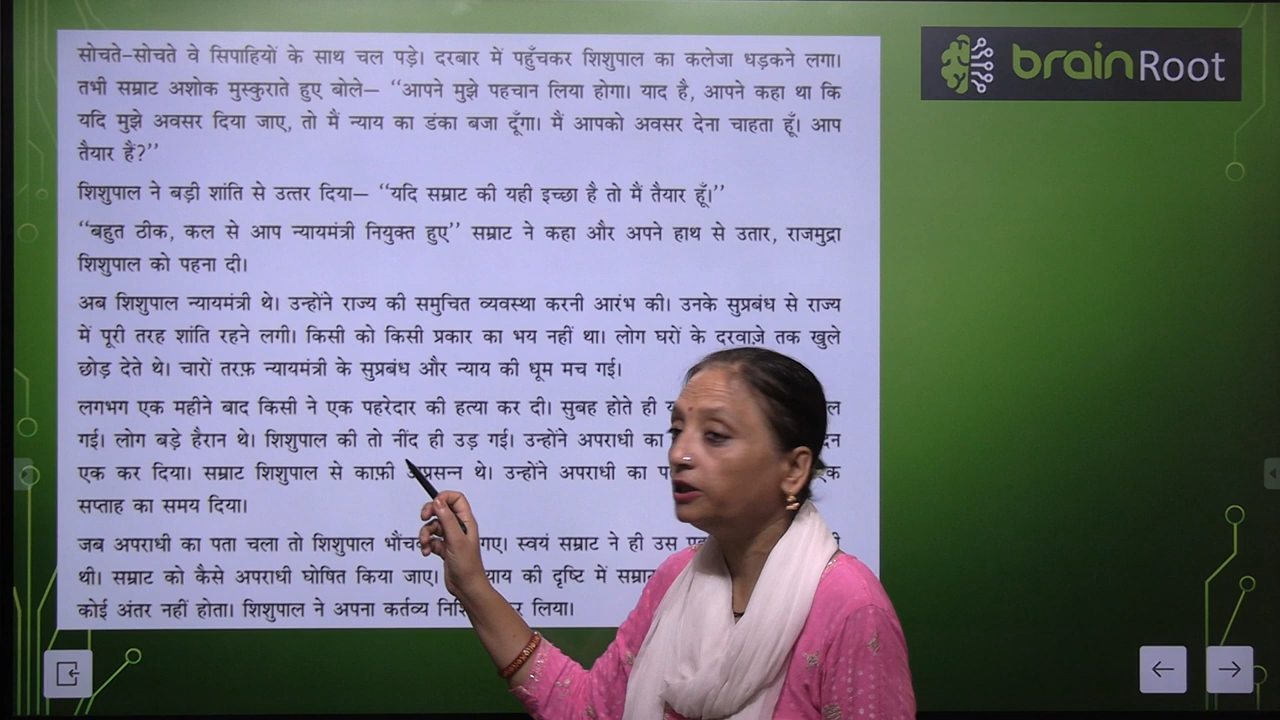 brainRoot
सोचते-सोचते वे सिपाहियों के साथ चल पड़े। दरबार में पहुँचकर शिशुपाल का कलेजा धड़कने लगा।
तभी सम्राट अशोक मुस्कुराते हुए बोले— “आपने मुझे पहचान लिया होगा। याद है, आपने कहा था कि
यदि मुझे अवसर दिया जाए, तो मैं न्याय का डंका बजा दूँगा। मैं आपको अवसर देना चाहता हूँ। आप
तैयार हैं?”
शिशुपाल ने बड़ी शांति से उत्तर दिया— “यदि सम्राट की यही इच्छा है तो मैं तैयार हूँ।”
“बहुत ठीक, कल से आप न्यायमंत्री नियुक्त हुए” सम्राट ने कहा और अपने हाथ से उतार, राजमुद्रा
शिशुपाल को पहना दी।
अब शिशुपाल न्यायमंत्री थे। उन्होंने राज्य की समुचित व्यवस्था करनी आरंभ की। उनके सुप्रबंध से राज्य
में पूरी तरह शांति रहने लगी। किसी को किसी प्रकार का भय नहीं था। लोग घरों के दरवाज़े तक खुले
छोड़ देते थे। चारों तरफ़ न्यायमंत्री के सुप्रबंध और न्याय की धूम मच गई।
लगभग एक महीने बाद किसी ने एक पहरेदार की हत्या कर दी। सुबह होते ही
गई। लोग बड़े हैरान थे। शिशुपाल की तो नींद ही उड़ गई। उन्होंने अपराधी का
एक कर दिया। सम्राट शिशुपाल से काफ़ी थे। उन्होंने अपराधी का
सप्ताह का समय दिया।
जब अपराधी का पता चला तो शिशुपाल गए। स्वयं सम्राट ने ही उस
थी। सम्राट को कैसे अपराधी घोषित किया जाए। की दृष्टि में
कोई अंतर नहीं होता। शिशुपाल ने अपना कर्तव्य लिया।